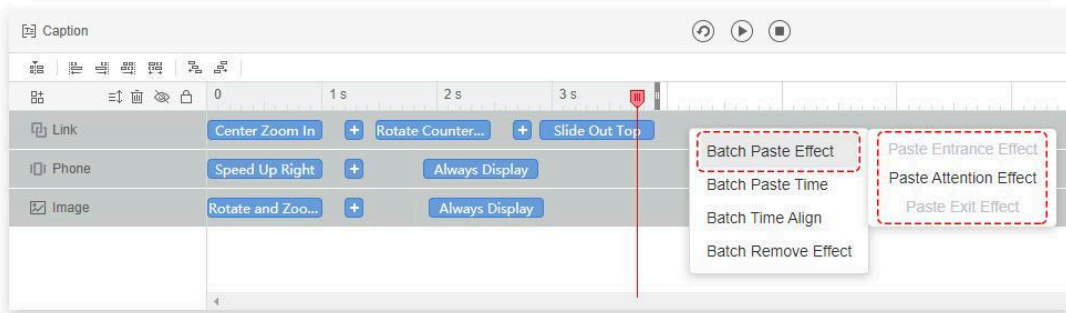 Caption
0 1 s 2 s 3 s
Link Center Zoom In + Rotate Counter... + Slide Out Top
Phone Speed Up Right + Always Display
Image Rotate and Zoo... + Always Display
Batch Paste Effect
Batch Paste Time
Batch Time Align
Batch Remove Effect
Paste Entrance Effect
Paste Attention Effect
Paste Exit Effect